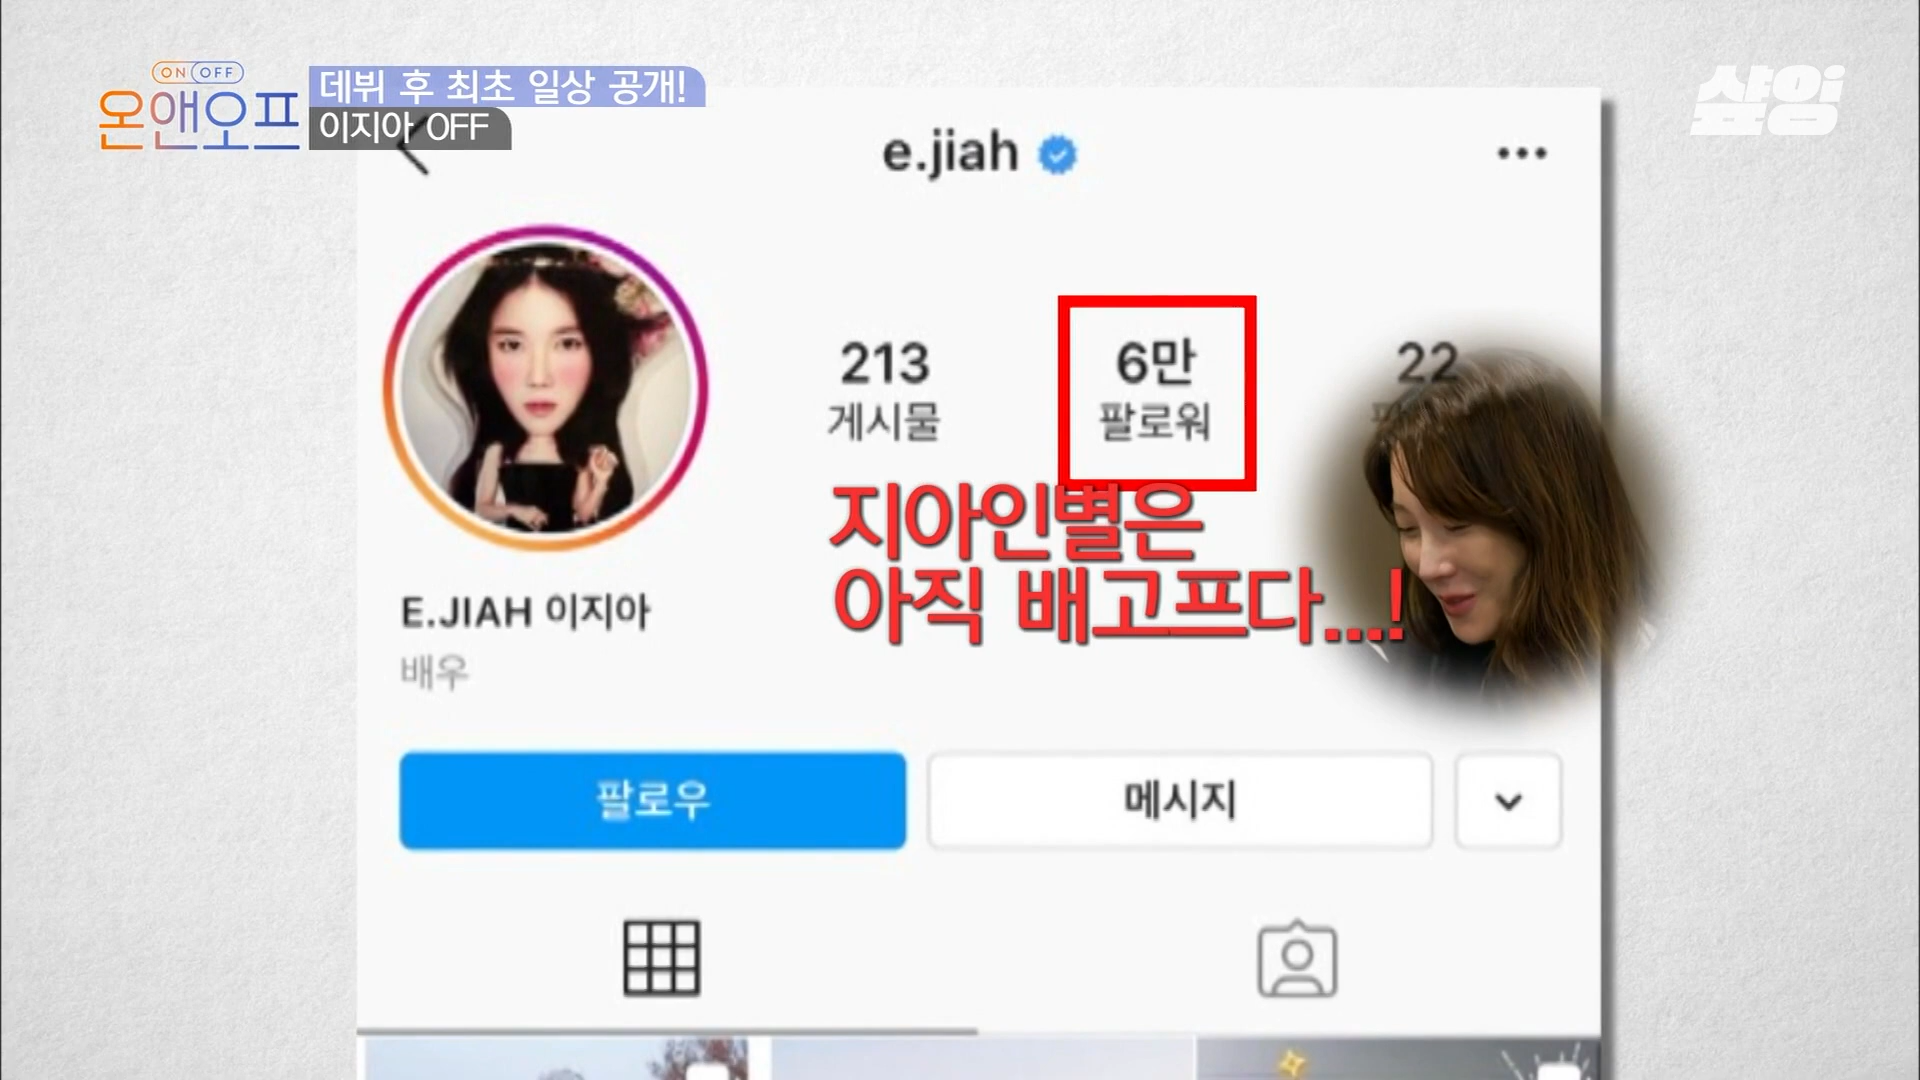 ON OFF
온앤오프
데뷔 후 최초 일상 공개!
이지아 OFF
샾잉
e.jiah
213
게시물
6만
팔로워
22
지아인별은
아직 배고프다...!
E.JIAH 이지아
배우
팔로우
메시지